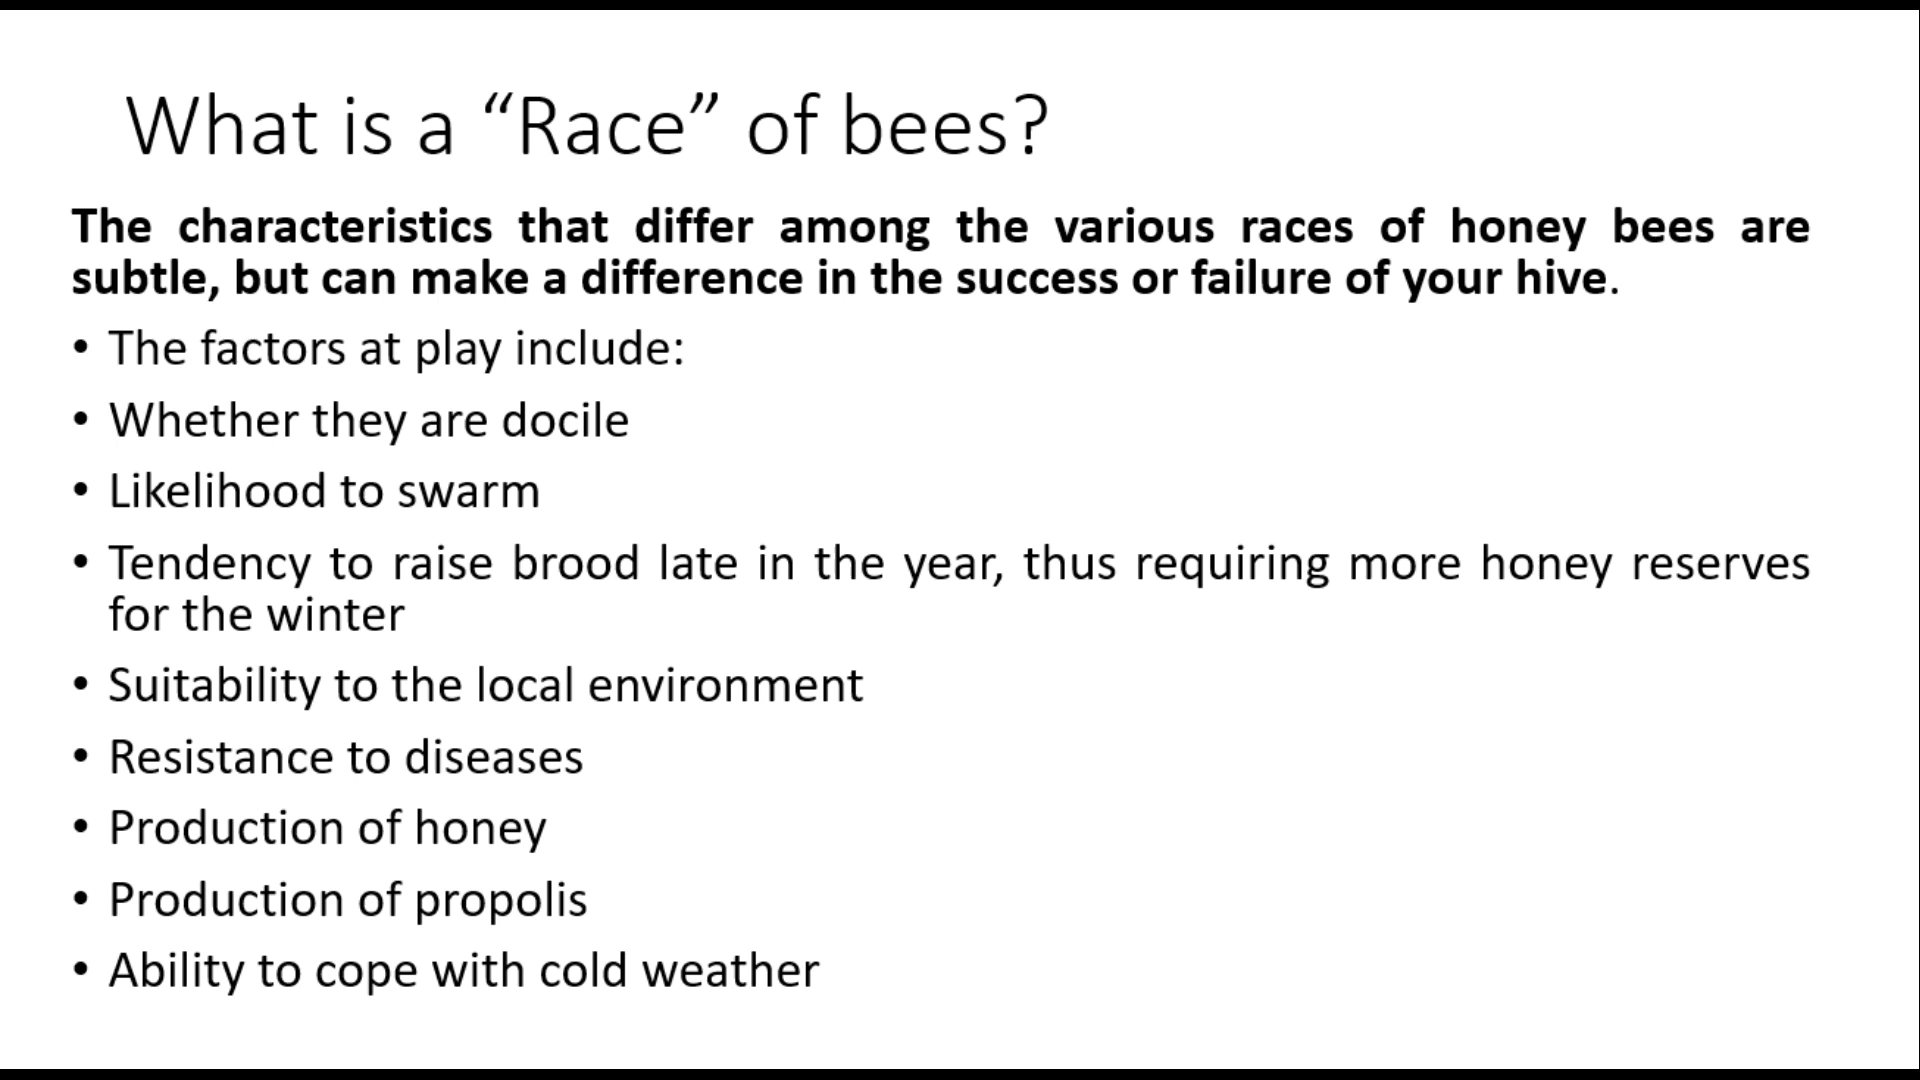 What is a “Race” of bees?
The characteristics that differ among the various races of honey bees are
subtle, but can make a difference in the success or failure of your hive.
• The factors at play include:
• Whether they are docile
• Likelihood to swarm
• Tendency to raise brood late in the year, thus requiring more honey reserves
for the winter
• Suitability to the local environment
• Resistance to diseases
• Production of honey
• Production of propolis
• Ability to cope with cold weather